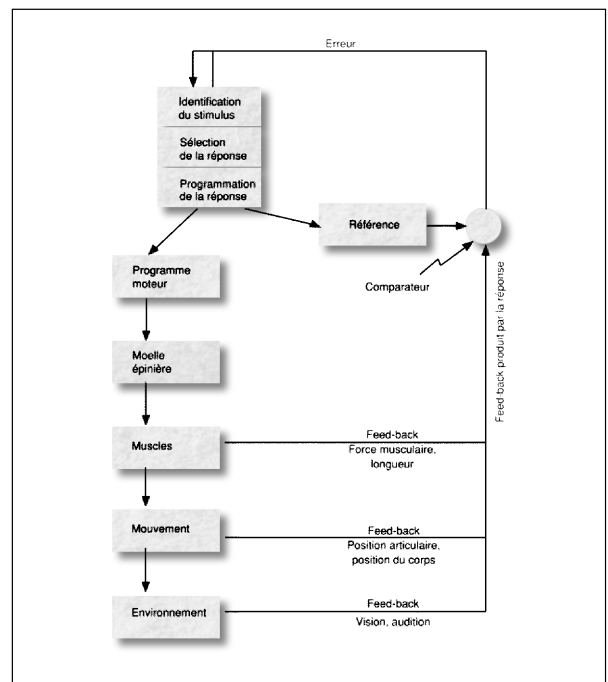 Erreur
Identification
du stimulus
Sélection
de la réponse
Programmation
de la réponse
Référence
Comparateur
Feed-back produit par la réponse
Programme
moteur
Moelle
épinière
Muscles
Feed-back
Force musculaire,
longueur
Mouvement
Feed-back
Position articulaire,
position du corps
Environnement
Feed-back
Vision, audition